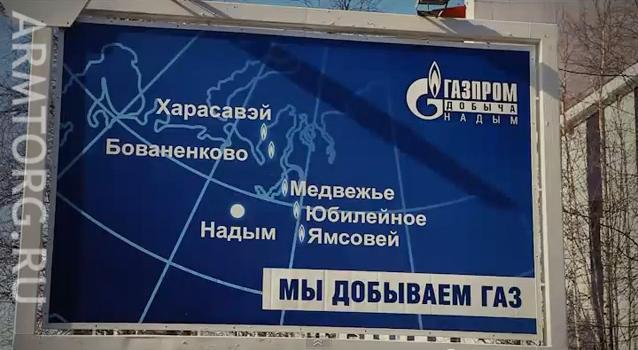 ARMTORG.RU
ГАЗПРОМ
ДОБЫЧА
НАДЫМ
Харасавэй
Бованенково
Медвежье
Юбилейное
Надым
Ямсовей
МЫ ДОБЫВАЕМ ГАЗ